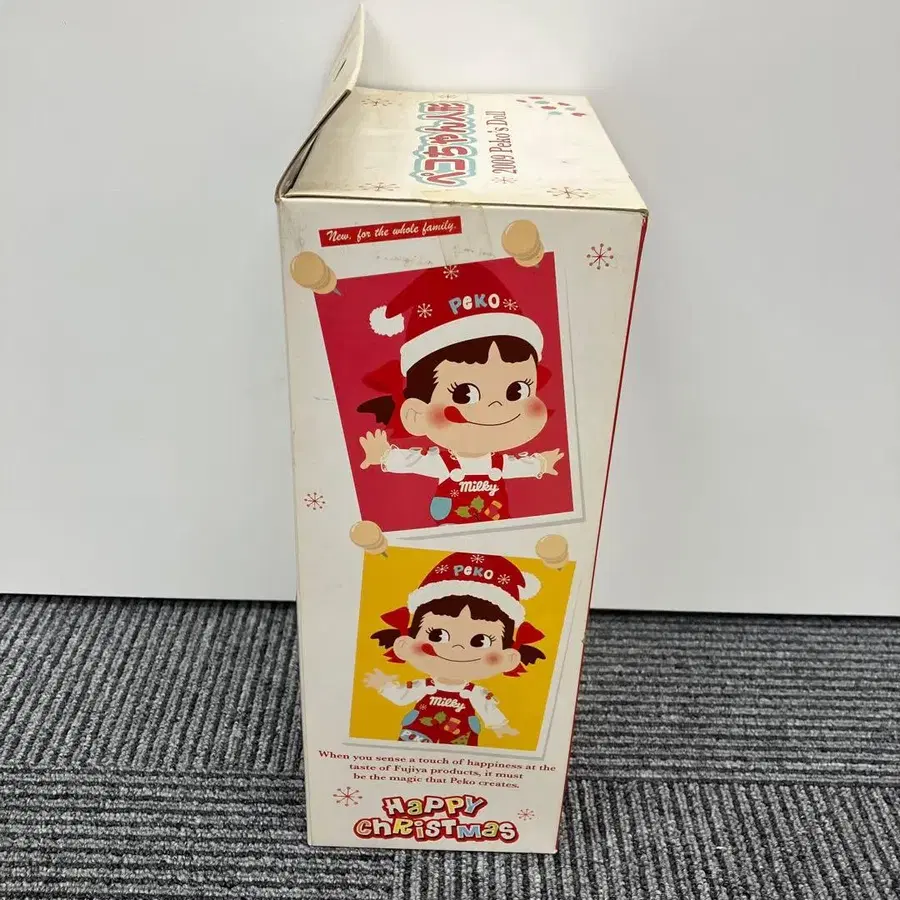 ペコちゃん人形
2009 Peko's Doll
New, for the whole family.
PeKO
milky
PeKO
milky
When you sense a touch of happiness at the
taste of Fujiya products, it must
be the magic that Peko creates.
HaPPY
ChRiSTMas